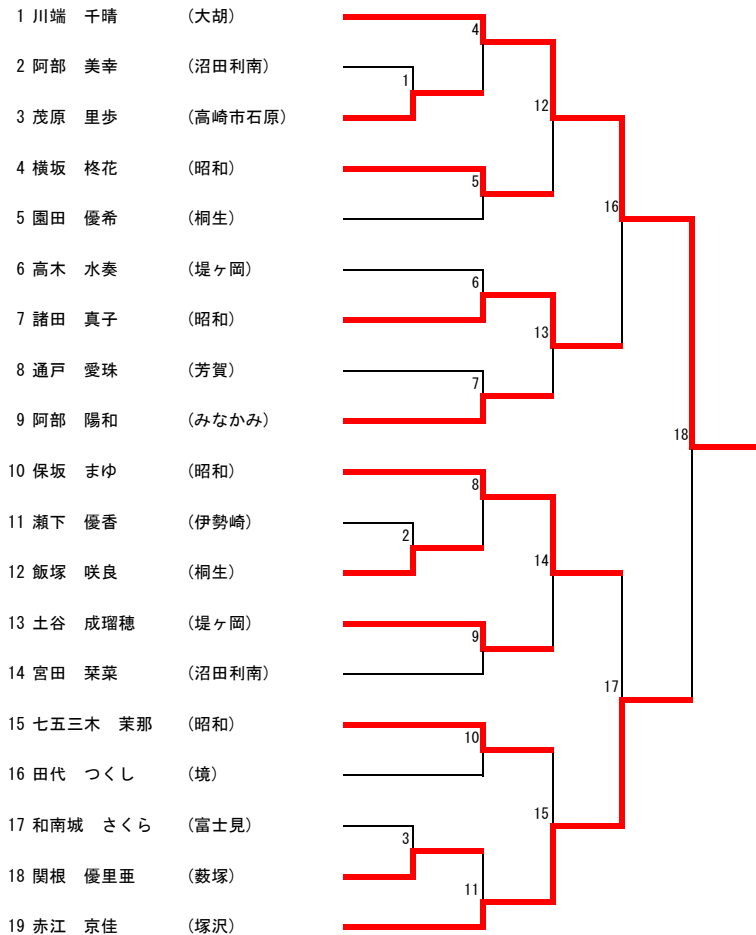 1 川端 千晴 (大胡)
4
2 阿部 美幸 (沼田利南)
1
3 茂原 里歩 (高崎市石原)
12
4 横坂 柊花 (昭和)
5
16
5 園田 優希 (桐生)
6 高木 水奏 (堤ヶ岡)
6
7 諸田 真子 (昭和)
13
8 通戸 愛珠 (芳賀)
7
9 阿部 陽和 (みなかみ)
18
10 保坂 まゆ (昭和)
8
11 瀬下 優香 (伊勢崎)
2
12 飯塚 咲良 (桐生)
14
13 土谷 成瑠穂 (堤ヶ岡)
9
14 宮田 栞菜 (沼田利南)
17
15 七五三木 茉那 (昭和)
10
16 田代 つくし (境)
15
17 和南城 さくら (富士見)
3
18 関根 優里亜 (薮塚)
11
19 赤江 京佳 (塚沢)